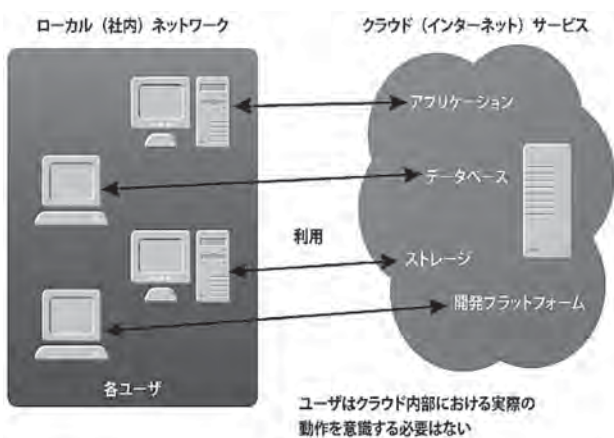 ローカル（社内）ネットワーク
クラウド（インターネット）サービス
アプリケーション
データベース
利用
ストレージ
開発プラットフォーム
各ユーザ
ユーザはクラウド内部における実際の
動作を意識する必要はない